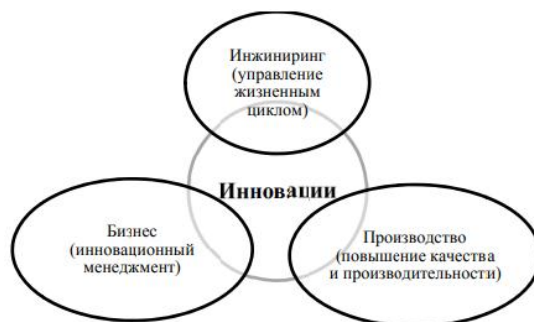 Инжиниринг
(управление
жизненным
циклом)
Инновации
Бизнес
(инновационный
менеджмент)
Производство
(повышение качества
и производительности)